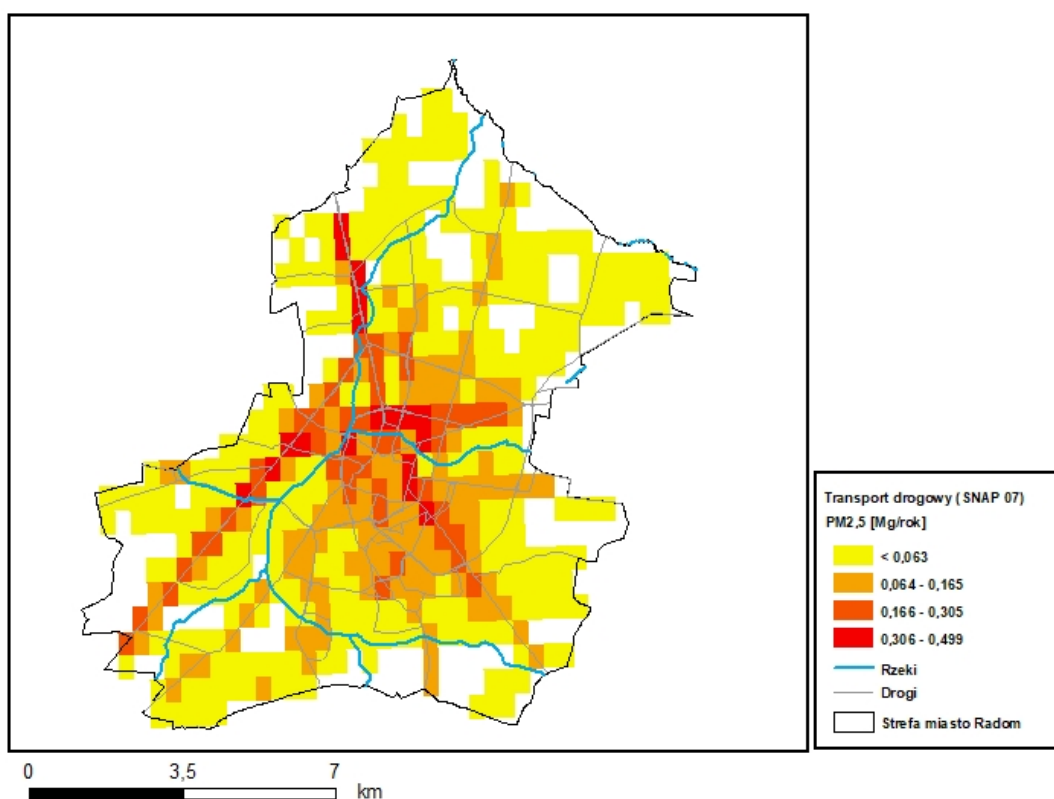 Transport drogowy ( SNAP 07)
PM2,5 [Mg/rok]
< 0,063
0,064 - 0,165
0,166 - 0,305
0,306 - 0,499
Rzeki
Drogi
Strefa miasto Radom
0 3,5 7
km